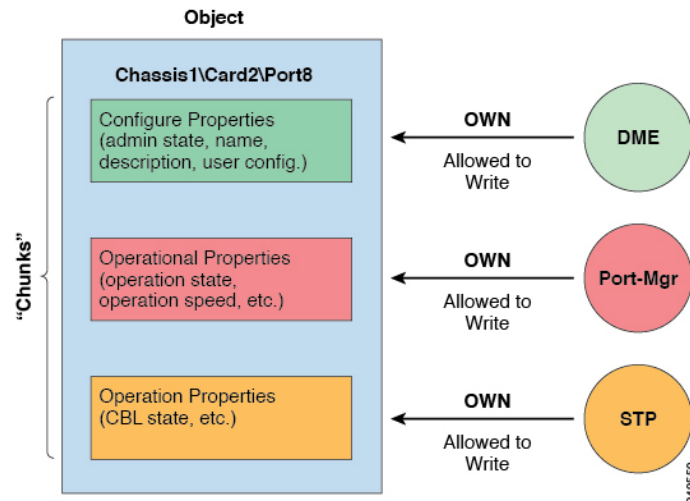 Object
Chassis1\Card2\Port8
Configure Properties
(admin state, name,
description, user config.)
OWN
Allowed to
Write
DME
"Chunks"
Operational Properties
(operation state,
operation speed, etc.)
OWN
Allowed to
Write
Port-Mgr
Operation Properties
(CBL state, etc.)
OWN
Allowed to
Write
STP